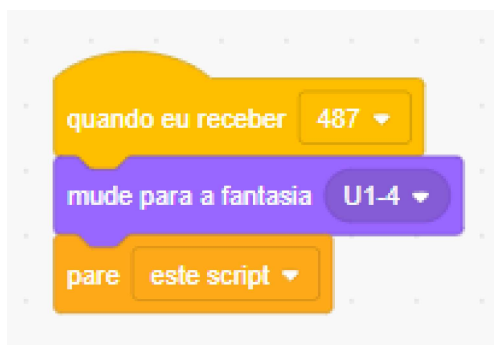 quando eu receber 487
mude para a fantasia U1-4
pare este script